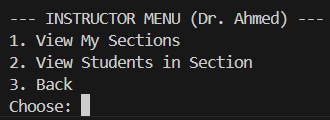 --- INSTRUCTOR MENU (Dr. Ahmed) ---
1. View My Sections
2. View Students in Section
3. Back
Choose: